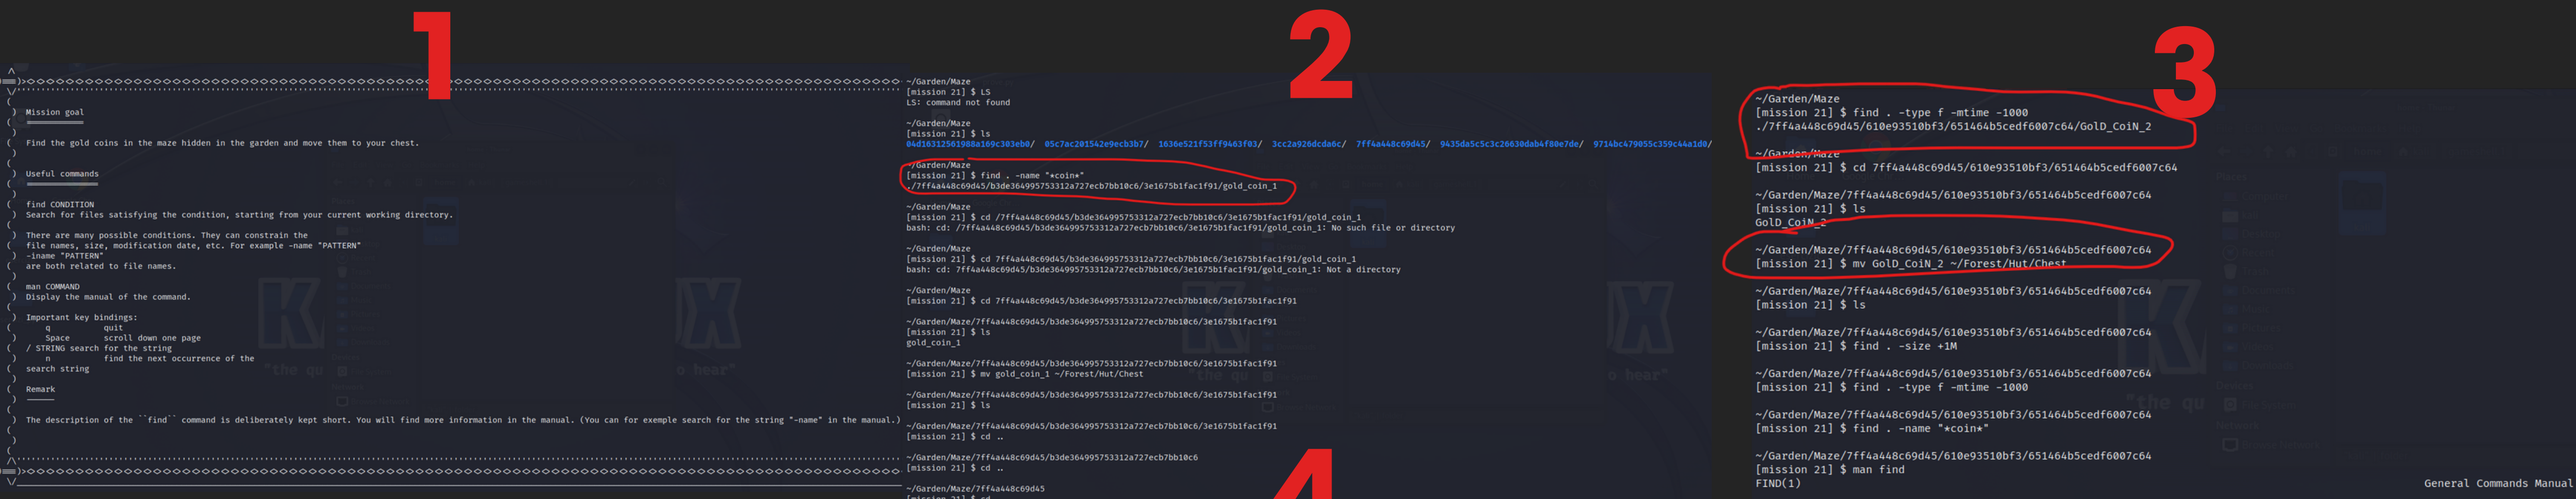 1
Mission goal
Find the gold coins in the maze hidden in the garden and move them to your chest.
Useful commands
find CONDITION
Search for files satisfying the condition, starting from your current working directory.
There are many possible conditions. They can constrain the
file names, size, modification date, etc. For example -name "PATTERN"
-iname "PATTERN"
are both related to file names.
man COMMAND
Display the manual of the command.
Important key bindings:
q quit
Space scroll down one page
/ STRING search for the string
n find the next occurrence of the
search string
Remark
The description of the ``find`` command is deliberately kept short. You will find more information in the manual. (You can for exemple search for the string "-name" in the manual.)
2
~/Garden/Maze
[mission 21] $ LS
LS: command not found
~/Garden/Maze
[mission 21] $ ls
04d16312561988a169c303eb0/ 05c7ac201542e9ecb3b7/ 1636e521f53ff9463f03/ 3cc2a926dcda6c/ 7ff4a448c69d45/ 9435da5c5c3c26630dab4f80e7de/ 9714bc479055c359c44a1d0/
~/Garden/Maze
[mission 21] $ find . -name "*coin*"
./7ff4a448c69d45/b3de364995753312a727ecb7bb10c6/3e1675b1fac1f91/gold_coin_1
~/Garden/Maze
[mission 21] $ cd /7ff4a448c69d45/b3de364995753312a727ecb7bb10c6/3e1675b1fac1f91/gold_coin_1
bash: cd: /7ff4a448c69d45/b3de364995753312a727ecb7bb10c6/3e1675b1fac1f91/gold_coin_1: No such file or directory
~/Garden/Maze
[mission 21] $ cd 7ff4a448c69d45/b3de364995753312a727ecb7bb10c6/3e1675b1fac1f91/gold_coin_1
bash: cd: 7ff4a448c69d45/b3de364995753312a727ecb7bb10c6/3e1675b1fac1f91/gold_coin_1: Not a directory
~/Garden/Maze
[mission 21] $ cd 7ff4a448c69d45/b3de364995753312a727ecb7bb10c6/3e1675b1fac1f91
~/Garden/Maze/7ff4a448c69d45/b3de364995753312a727ecb7bb10c6/3e1675b1fac1f91
[mission 21] $ ls
gold_coin_1
~/Garden/Maze/7ff4a448c69d45/b3de364995753312a727ecb7bb10c6/3e1675b1fac1f91
[mission 21] $ mv gold_coin_1 ~/Forest/Hut/Chest
~/Garden/Maze/7ff4a448c69d45/b3de364995753312a727ecb7bb10c6/3e1675b1fac1f91
[mission 21] $ ls
~/Garden/Maze/7ff4a448c69d45/b3de364995753312a727ecb7bb10c6/3e1675b1fac1f91
[mission 21] $ cd ..
~/Garden/Maze/7ff4a448c69d45/b3de364995753312a727ecb7bb10c6
[mission 21] $ cd ..
~/Garden/Maze/7ff4a448c69d45
3
~/Garden/Maze
[mission 21] $ find . -type f -mtime -1000
./7ff4a448c69d45/610e93510bf3/651464b5cedf6007c64/GolD_CoiN_2
~/Garden/Maze
[mission 21] $ cd 7ff4a448c69d45/610e93510bf3/651464b5cedf6007c64
~/Garden/Maze/7ff4a448c69d45/610e93510bf3/651464b5cedf6007c64
[mission 21] $ ls
GolD_CoiN_2
~/Garden/Maze/7ff4a448c69d45/610e93510bf3/651464b5cedf6007c64
[mission 21] $ mv GolD_CoiN_2 ~/Forest/Hut/Chest
~/Garden/Maze/7ff4a448c69d45/610e93510bf3/651464b5cedf6007c64
[mission 21] $ ls
~/Garden/Maze/7ff4a448c69d45/610e93510bf3/651464b5cedf6007c64
[mission 21] $ find . -size +1M
~/Garden/Maze/7ff4a448c69d45/610e93510bf3/651464b5cedf6007c64
[mission 21] $ find . -type f -mtime -1000
~/Garden/Maze/7ff4a448c69d45/610e93510bf3/651464b5cedf6007c64
[mission 21] $ find . -name "*coin*"
~/Garden/Maze/7ff4a448c69d45/610e93510bf3/651464b5cedf6007c64
[mission 21] $ man find
FIND(1) General Commands Manual
4